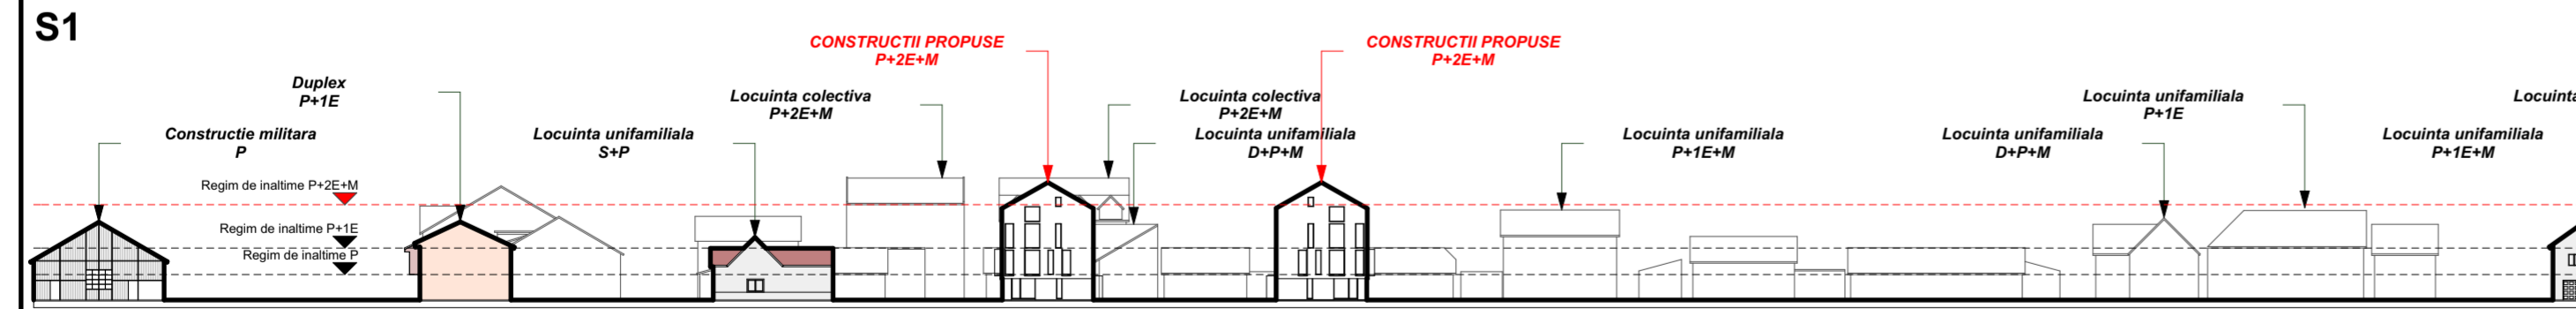 S1
CONSTRUCTII PROPUSE
P+2E+M
CONSTRUCTII PROPUSE
P+2E+M
Duplex
P+1E
Locuinta colectiva
P+2E+M
Locuinta colectiva
P+2E+M
Locuinta unifamiliala
P+1E
Locuinta
Constructie militara
P
Locuinta unifamiliala
S+P
Locuinta unifamiliala
D+P+M
Locuinta unifamiliala
P+1E+M
Locuinta unifamiliala
D+P+M
Locuinta unifamiliala
P+1E+M
Regim de inaltime P+2E+M
Regim de inaltime P+1E
Regim de inaltime P